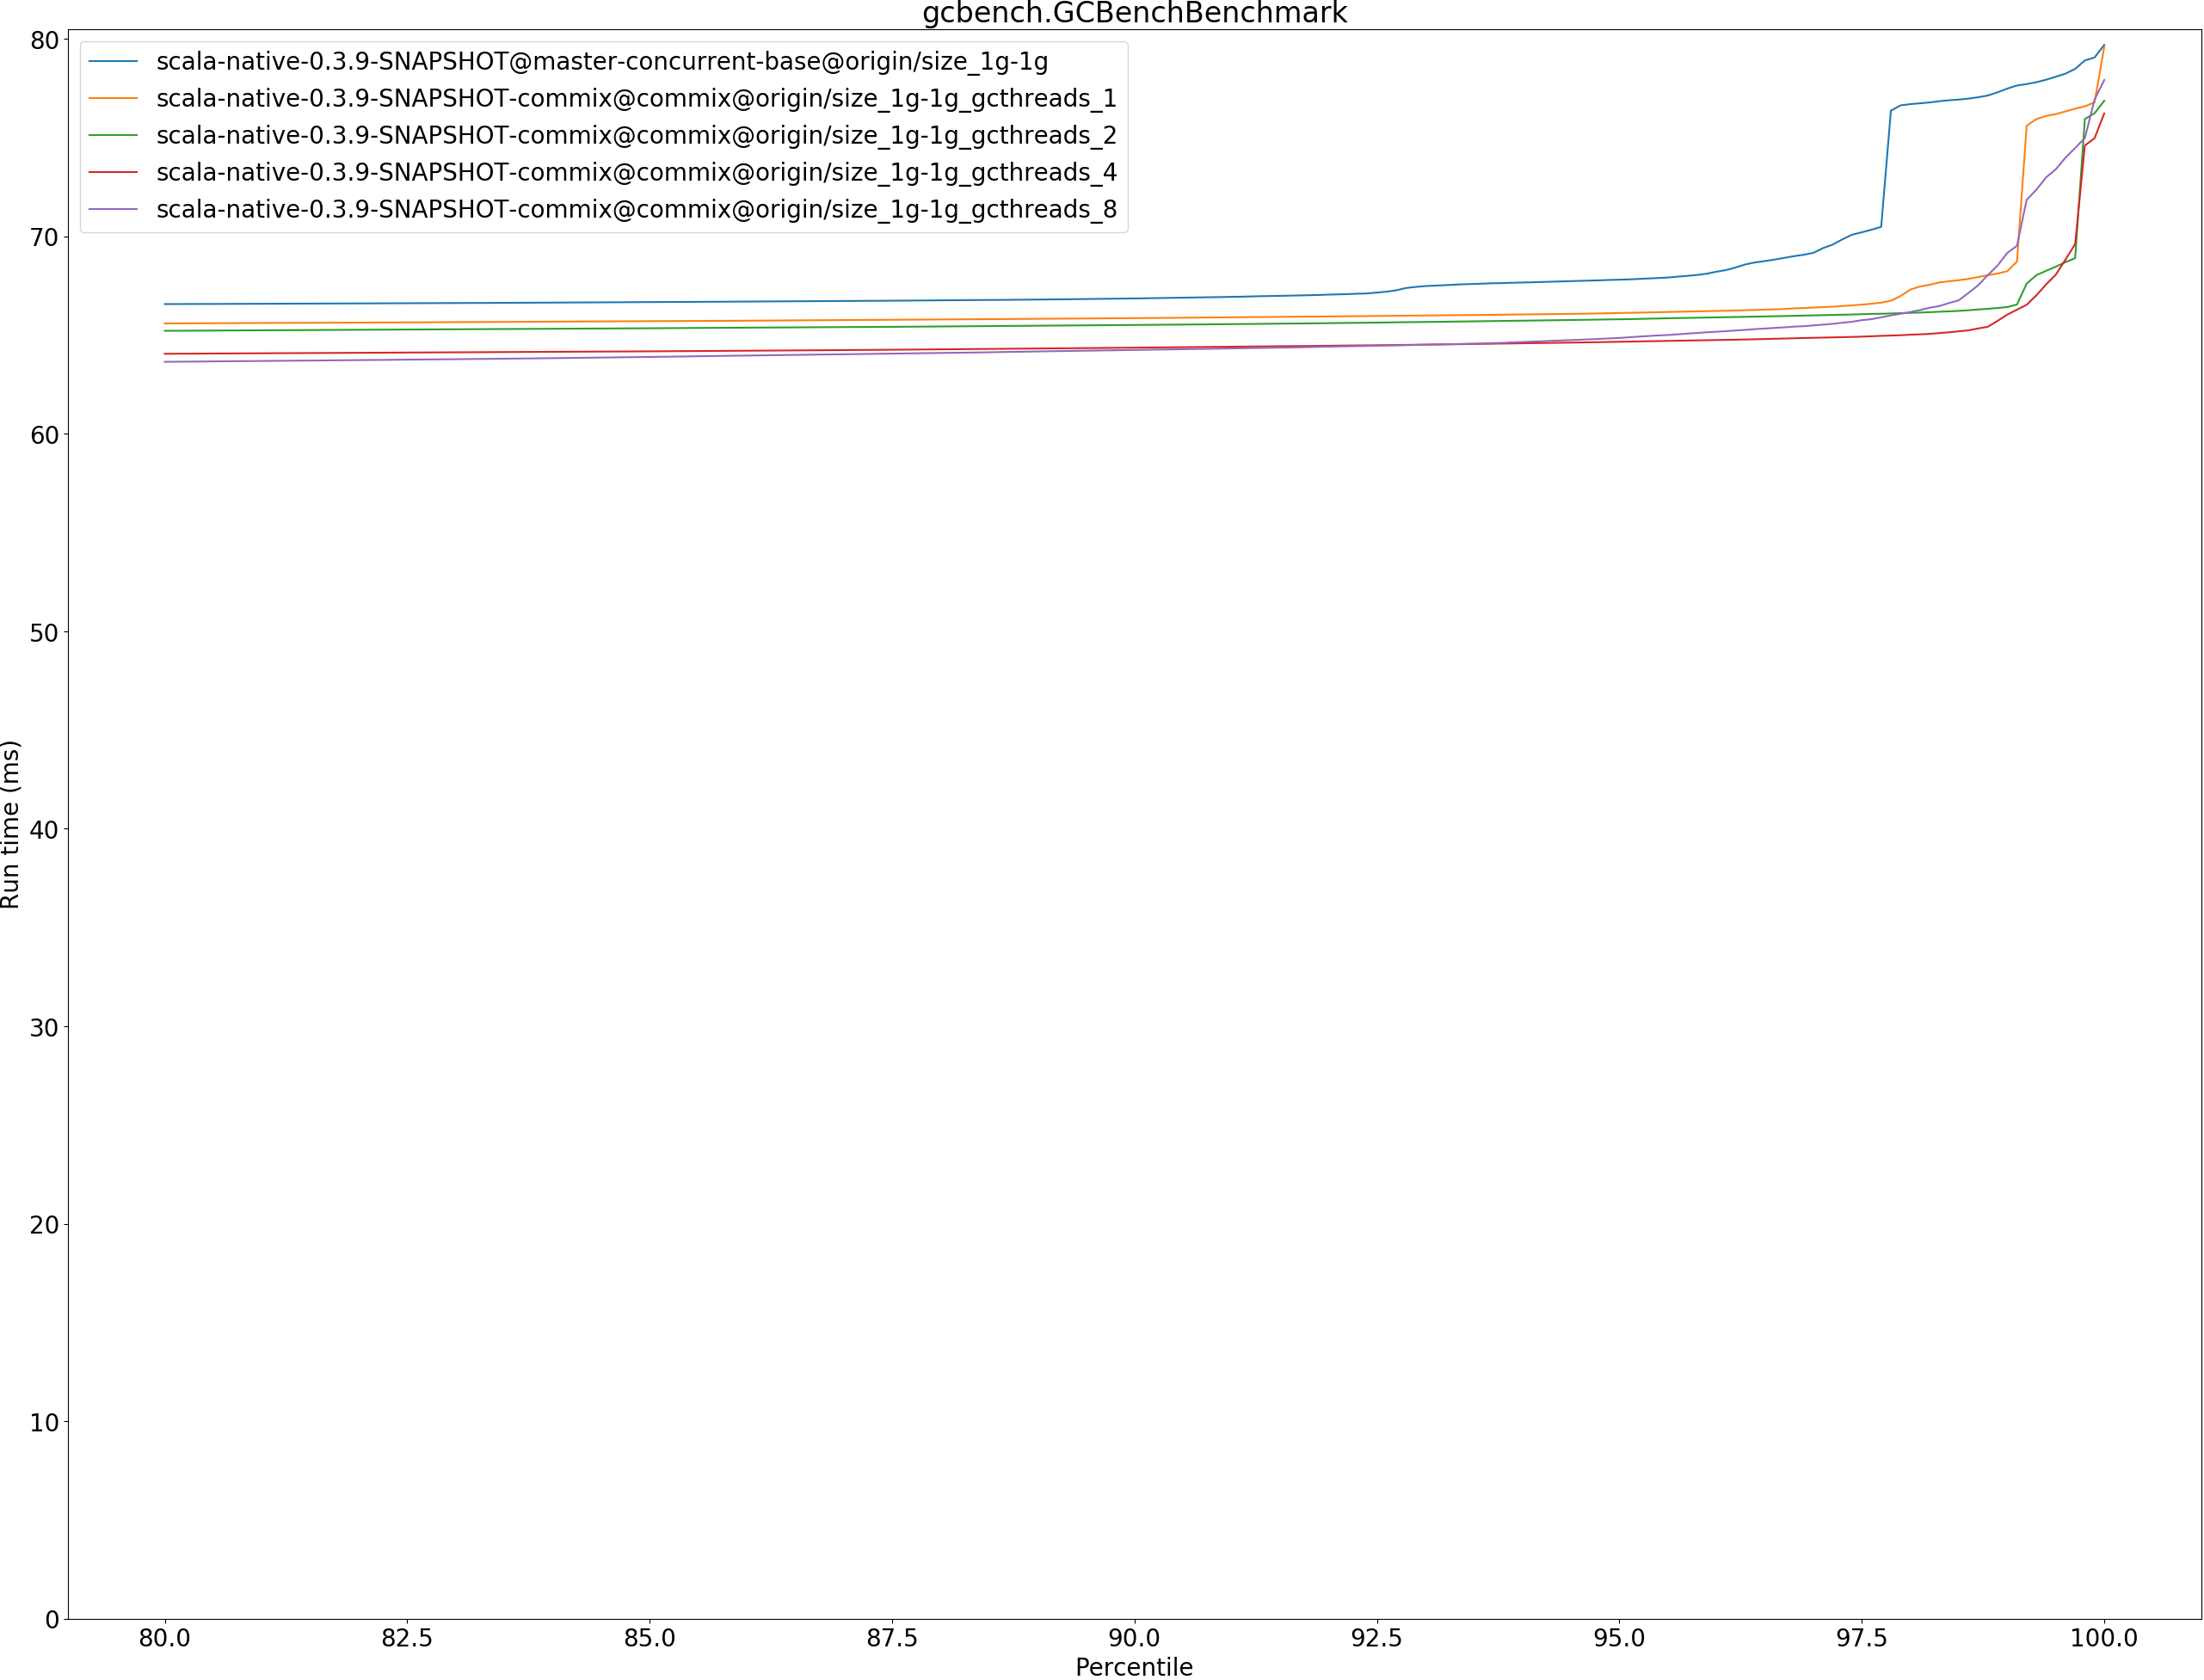 gcbench.GCBenchBenchmark
scala-native-0.3.9-SNAPSHOT@master-concurrent-base@origin/size_1g-1g
scala-native-0.3.9-SNAPSHOT-commix@commix@origin/size_1g-1g_gcthreads_1
scala-native-0.3.9-SNAPSHOT-commix@commix@origin/size_1g-1g_gcthreads_2
scala-native-0.3.9-SNAPSHOT-commix@commix@origin/size_1g-1g_gcthreads_4
scala-native-0.3.9-SNAPSHOT-commix@commix@origin/size_1g-1g_gcthreads_8
80
70
60
50
40
30
20
10
0
Run time (ms)
80.0 82.5 85.0 87.5 90.0 92.5 95.0 97.5 100.0
Percentile